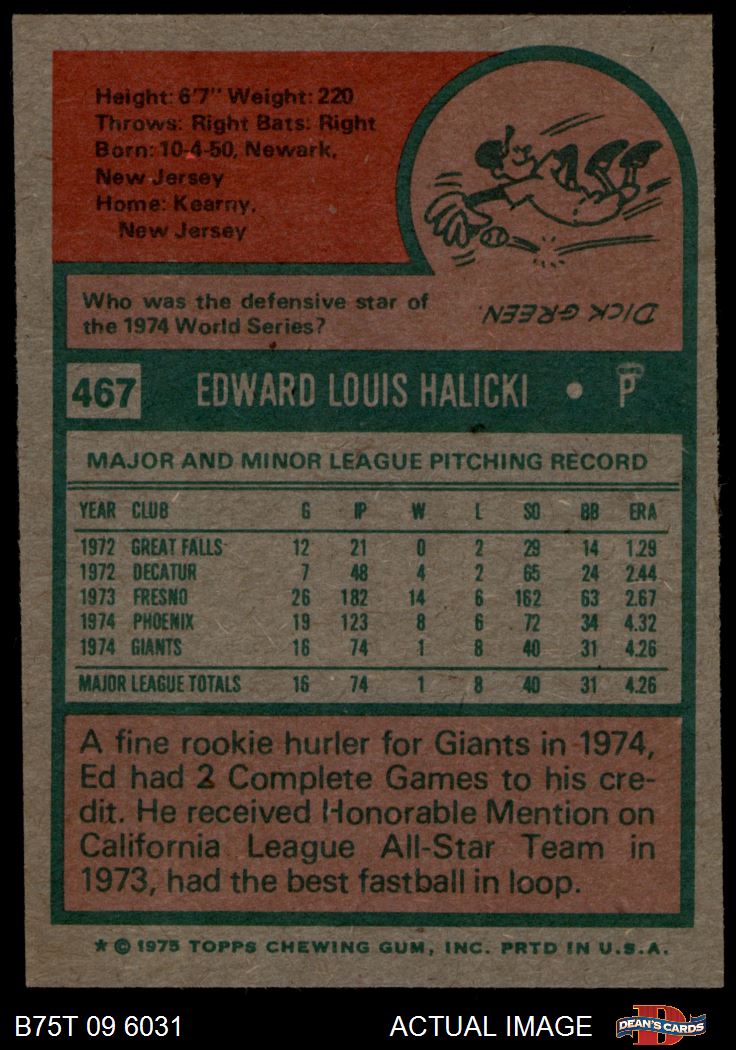 Height: 6'7" Weight: 220
Throws: Right Bats: Right
Born: 10-4-50, Newark,
New Jersey
Home: Kearny,
New Jersey
Who was the defensive star of
the 1974 World Series?
DICK GREEN.
467 EDWARD LOUIS HALICKI • P
MAJOR AND MINOR LEAGUE PITCHING RECORD
YEAR CLUB G IP W L SO BB ERA
1972 GREAT FALLS 12 21 0 2 29 14 1.29
1972 DECATUR 7 48 4 2 65 24 2.44
1973 FRESNO 26 182 14 6 162 63 2.67
1974 PHOENIX 19 123 8 6 72 34 4.32
1974 GIANTS 16 74 1 8 40 31 4.26
MAJOR LEAGUE TOTALS 16 74 1 8 40 31 4.26
A fine rookie hurler for Giants in 1974,
Ed had 2 Complete Games to his cre-
dit. He received Honorable Mention on
California League All-Star Team in
1973, had the best fastball in loop.
* © 1975 TOPPS CHEWING GUM, INC. PRTD IN U.S.A.
B75T 09 6031 ACTUAL IMAGE D DEAN'S CARDS